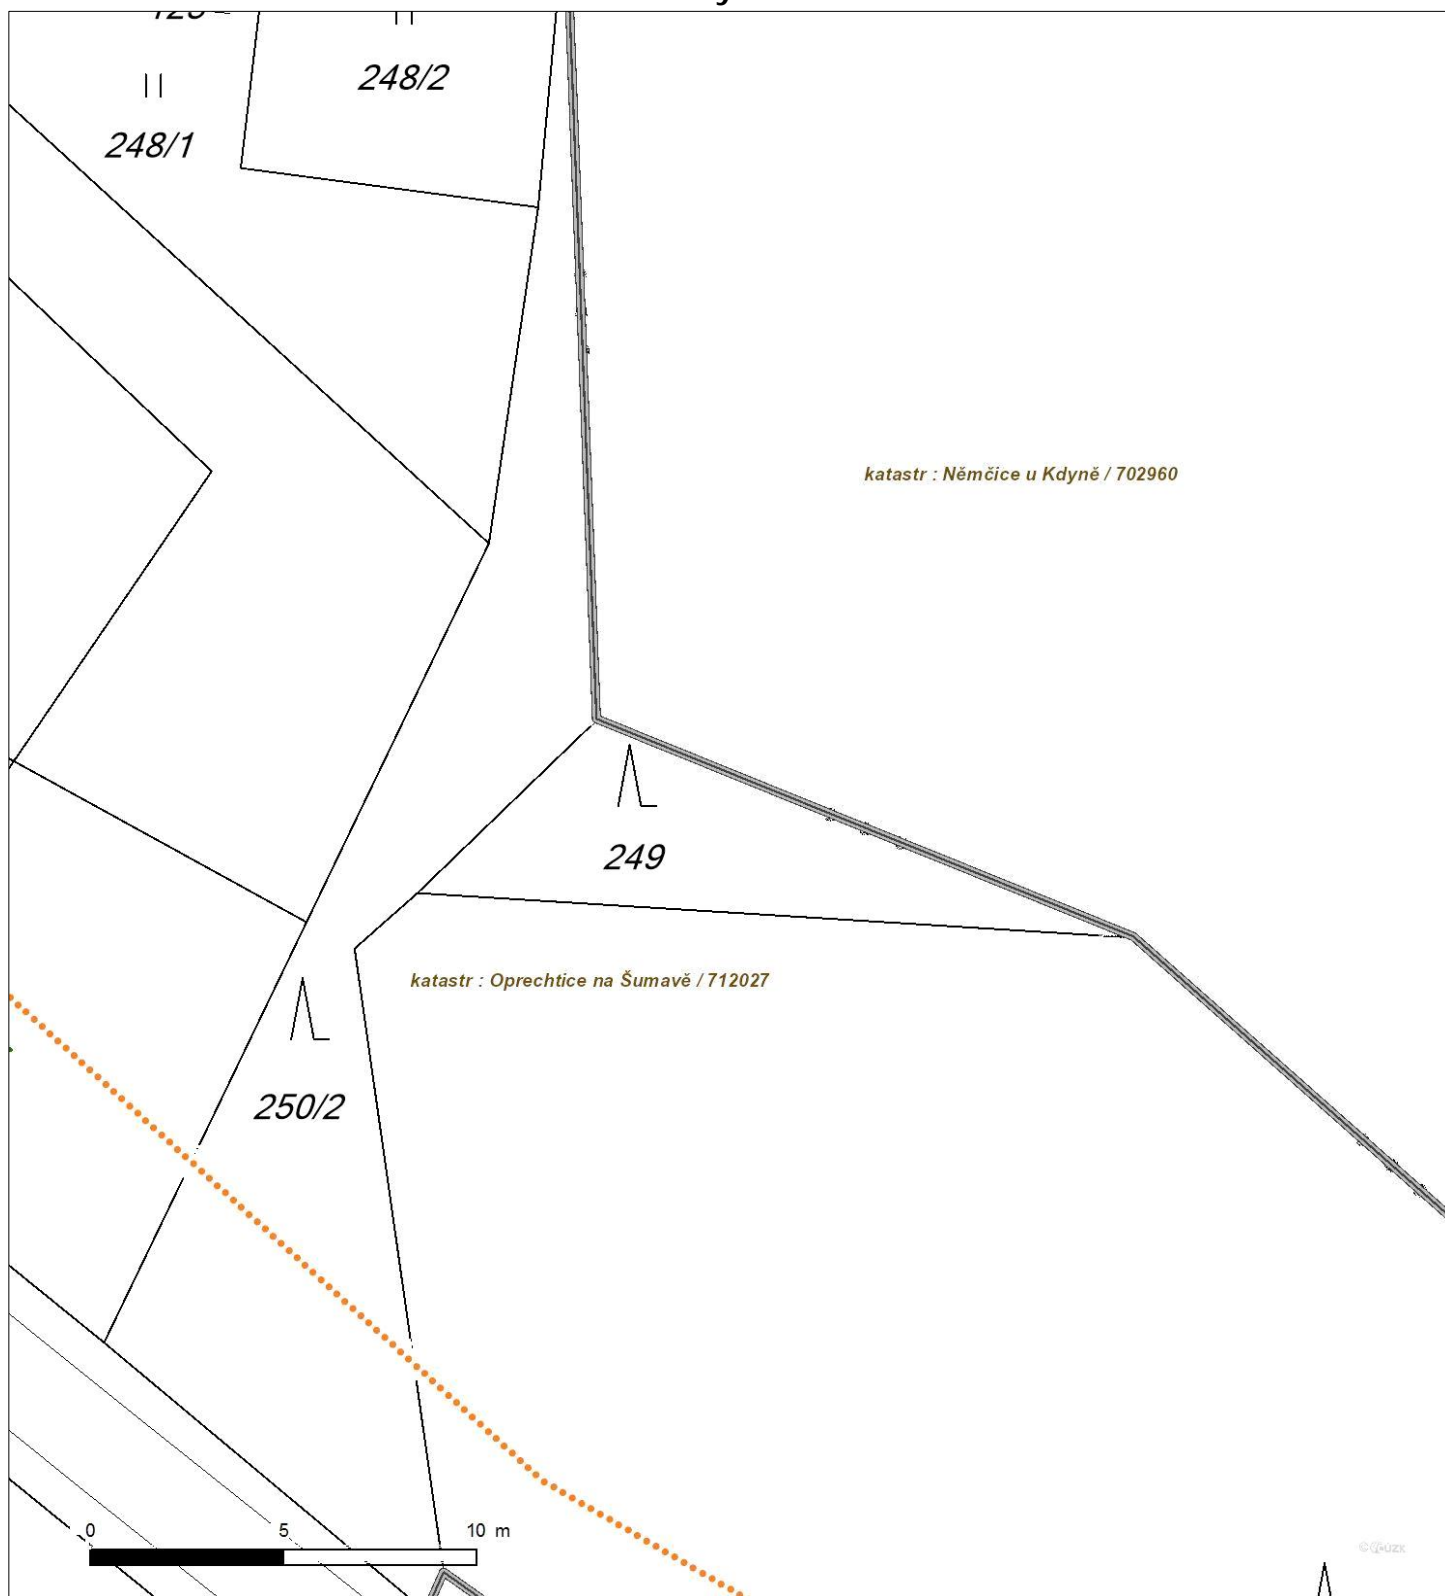 248/2
248/1
katastr : Němčice u Kdyně / 702960
249
katastr : Oprechtice na Šumavě / 712027
250/2
0 5 10 m